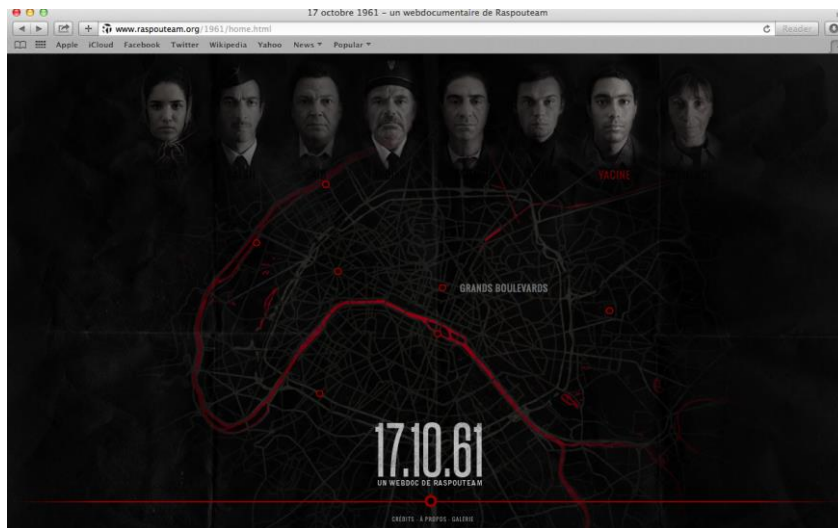 17 octobre 1961 – un webdocumentaire de Raspouteam
www.raspouteam.org/1961/home.html
Reader
Apple iCloud Facebook Twitter Wikipedia Yahoo News Popular
YACINE
GRANDS BOULEVARDS
17.10.61
UN WEBDOC DE RASPOUTEAM
CRÉDITS · À PROPOS · GALERIE